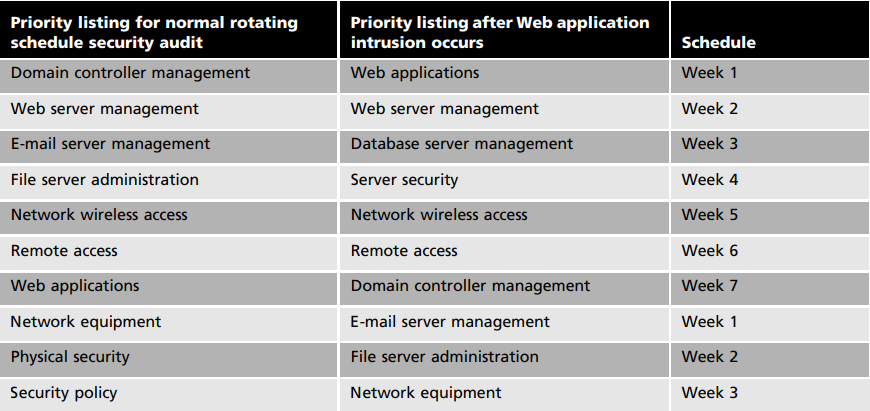 Priority listing for normal rotating schedule security audit | Priority listing after Web application intrusion occurs | Schedule
Domain controller management | Web applications | Week 1
Web server management | Web server management | Week 2
E-mail server management | Database server management | Week 3
File server administration | Server security | Week 4
Network wireless access | Network wireless access | Week 5
Remote access | Remote access | Week 6
Web applications | Domain controller management | Week 7
Network equipment | E-mail server management | Week 1
Physical security | File server administration | Week 2
Security policy | Network equipment | Week 3